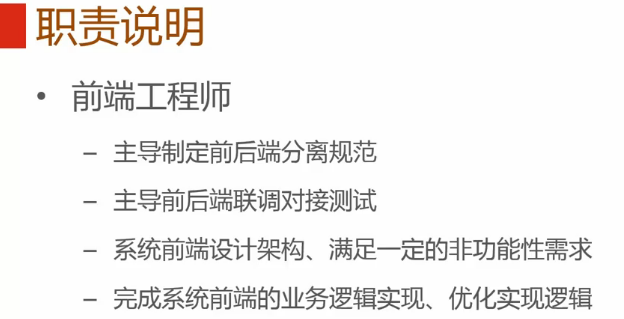 职责说明
• 前端工程师
– 主导制定前后端分离规范
– 主导前后端联调对接测试
– 系统前端设计架构、满足一定的非功能性需求
– 完成系统前端的业务逻辑实现、优化实现逻辑